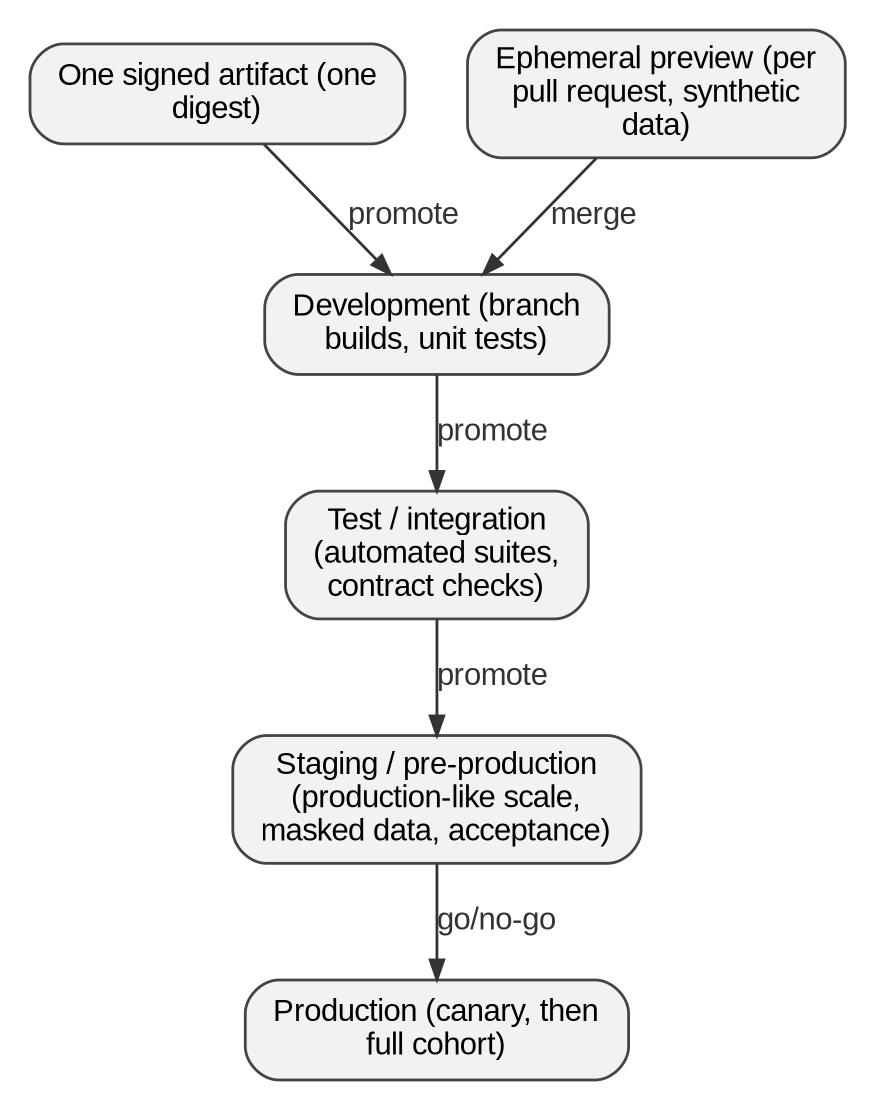 One signed artifact (one
digest)
Ephemeral preview (per
pull request, synthetic
data)
promote
merge
Development (branch
builds, unit tests)
promote
Test / integration
(automated suites,
contract checks)
promote
Staging / pre-production
(production-like scale,
masked data, acceptance)
go/no-go
Production (canary, then
full cohort)